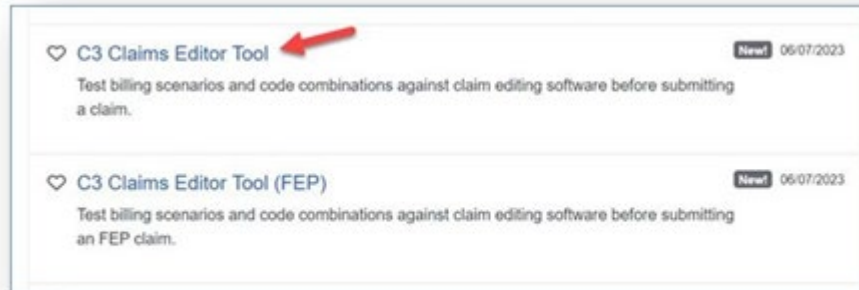 C3 Claims Editor Tool
New! 06/07/2023
Test billing scenarios and code combinations against claim editing software before submitting
a claim.
C3 Claims Editor Tool (FEP)
New! 06/07/2023
Test billing scenarios and code combinations against claim editing software before submitting
an FEP claim.